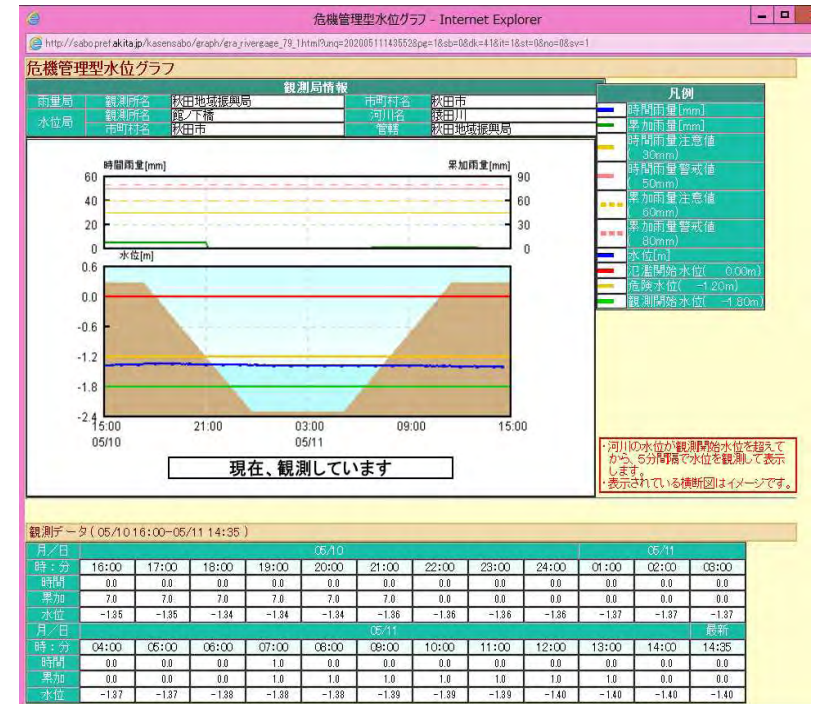 危機管理型水位グラフ - Internet Explorer
危機管理型水位グラフ
観測局情報
雨量局 観測所名 秋田地域振興局 市町村名 秋田市
水位局 観測所名 館ノ下橋 河川名 猿田川
市町村名 秋田市 管轄 秋田地域振興局
凡例
時間雨量[mm]
累加雨量[mm]
時間雨量注意値
( 30mm)
時間雨量警戒値
( 50mm)
累加雨量注意値
( 60mm)
累加雨量警戒値
( 80mm)
水位[m]
氾濫開始水位( 0.00m)
危険水位( -1.20m)
観測開始水位( -1.80m)
時間雨量[mm] 累加雨量[mm]
60 90
40 60
20 30
0 0
水位[m]
0.6
0.0
-0.6
-1.2
-1.8
-2.4
15:00 21:00 03:00 09:00 15:00
05/10 05/11
現在、観測しています
・河川の水位が観測開始水位を超えて
から、5分間隔で水位を観測して表示
します。
・表示されている横断図はイメージです。
観測データ ( 05/10 16:00-05/11 14:35 )
月/日 05/10 05/11
時:分 16:00 17:00 18:00 19:00 20:00 21:00 22:00 23:00 24:00 01:00 02:00 03:00
時間 0.0 0.0 0.0 0.0 0.0 0.0 0.0 0.0 0.0 0.0 0.0 0.0
累加 7.0 7.0 7.0 7.0 7.0 7.0 0.0 0.0 0.0 0.0 0.0 0.0
水位 -1.35 -1.35 -1.34 -1.34 -1.34 -1.36 -1.36 -1.36 -1.36 -1.37 -1.37 -1.37
月/日 05/11 最新
時:分 04:00 05:00 06:00 07:00 08:00 09:00 10:00 11:00 12:00 13:00 14:00 14:35
時間 0.0 0.0 0.0 1.0 0.0 0.0 0.0 0.0 0.0 0.0 0.0 0.0
累加 0.0 0.0 0.0 1.0 1.0 1.0 1.0 1.0 1.0 1.0 0.0 0.0
水位 -1.37 -1.37 -1.38 -1.38 -1.38 -1.39 -1.39 -1.39 -1.40 -1.40 -1.40 -1.40